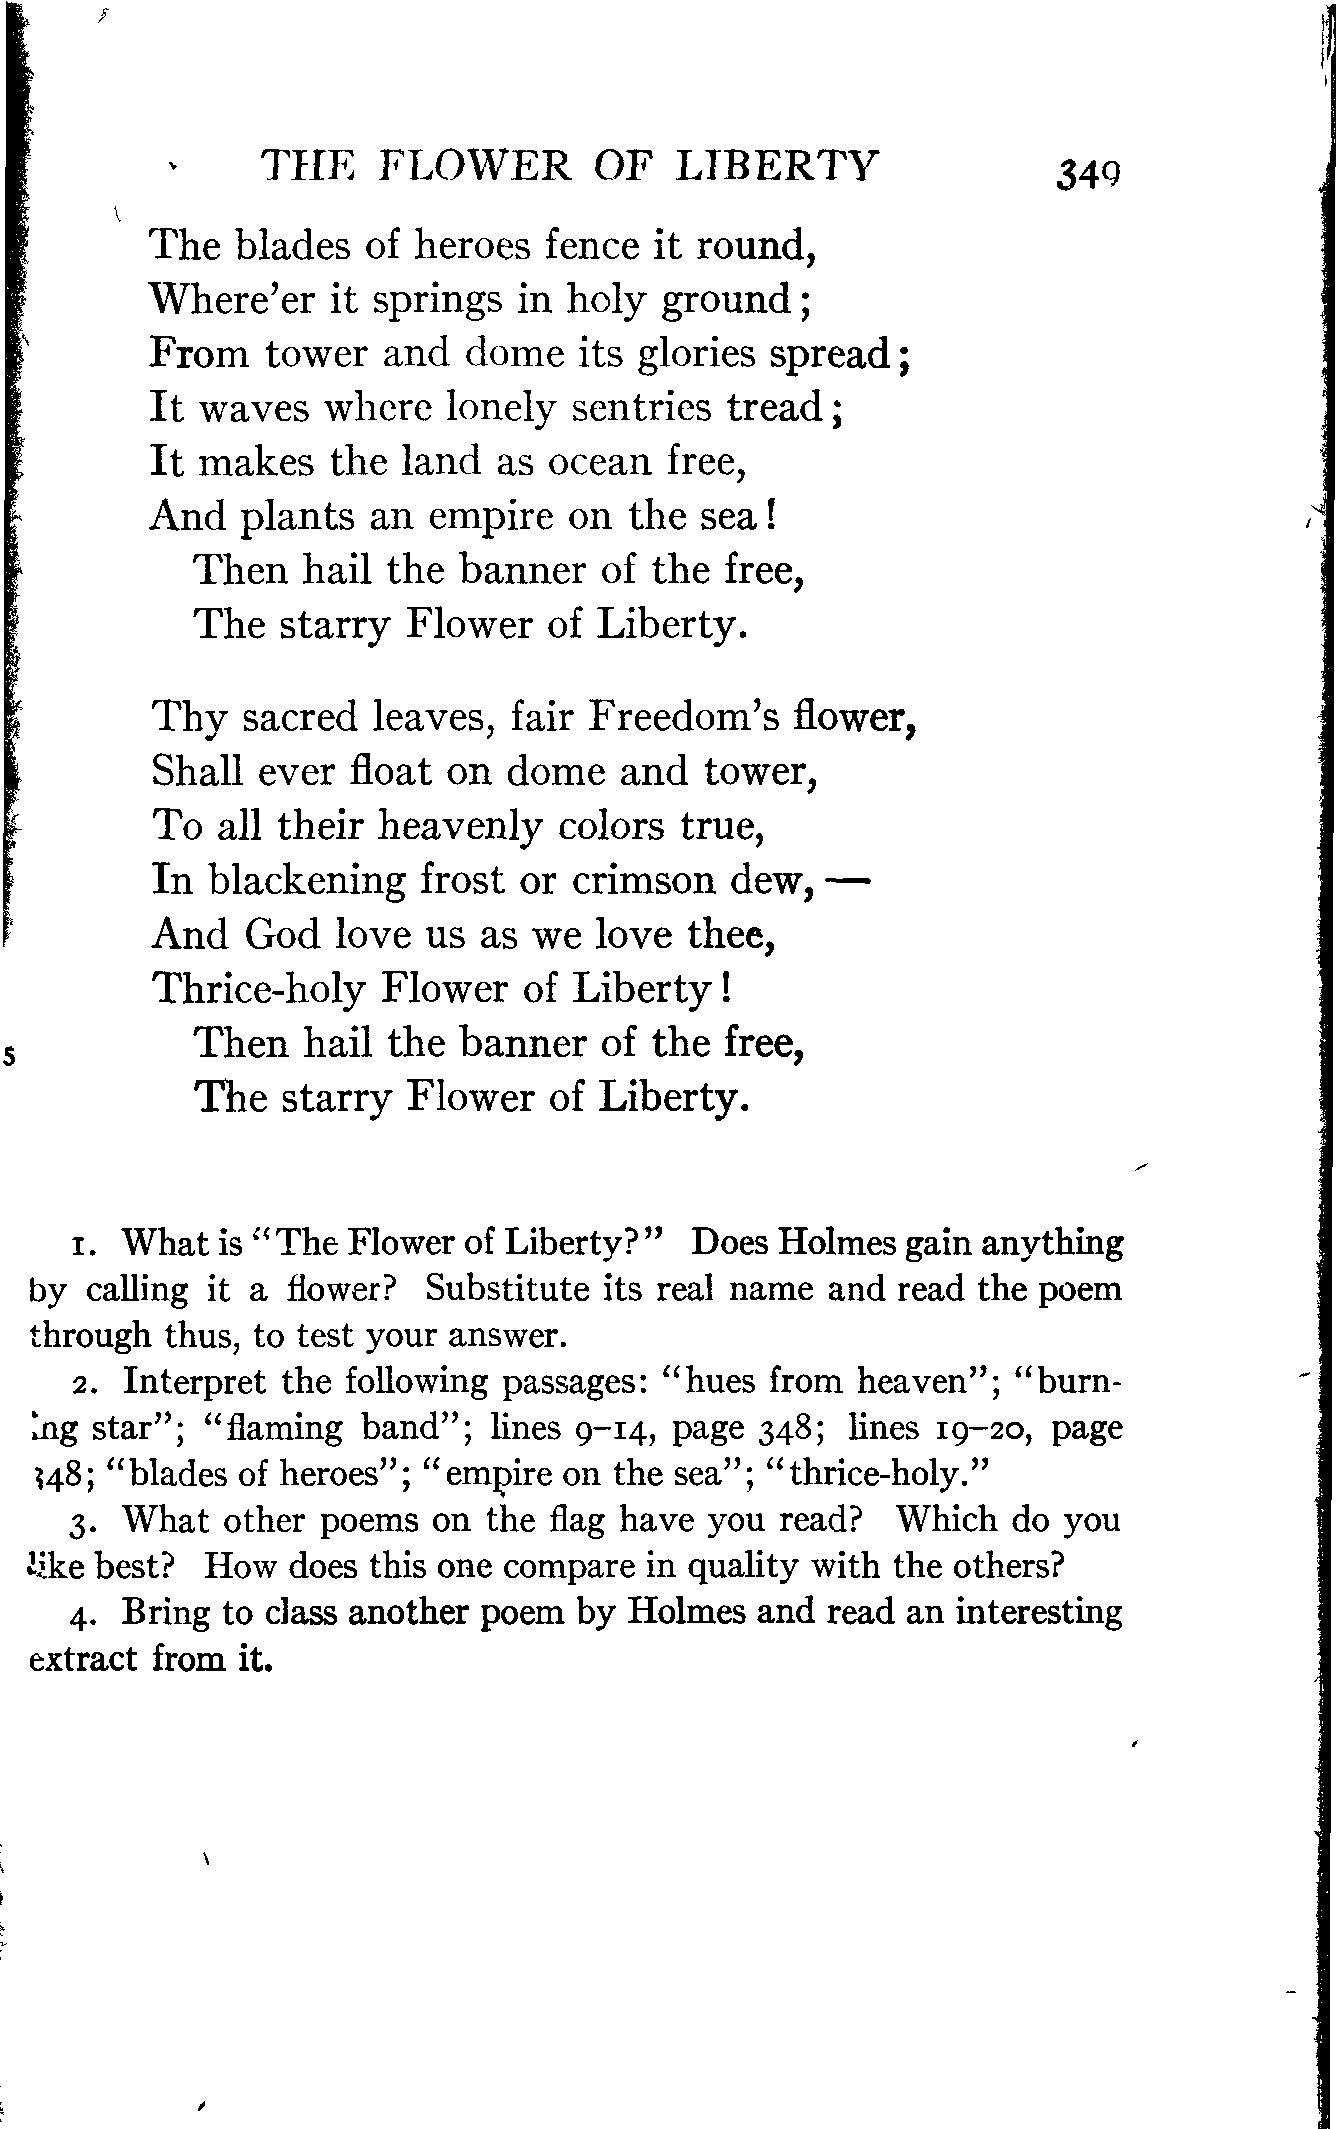 THE FLOWER OF LIBERTY 349
The blades of heroes fence it round,
Where'er it springs in holy ground;
From tower and dome its glories spread;
It waves where lonely sentries tread;
It makes the land as ocean free,
And plants an empire on the sea!
Then hail the banner of the free,
The starry Flower of Liberty.
Thy sacred leaves, fair Freedom's flower,
Shall ever float on dome and tower,
To all their heavenly colors true,
In blackening frost or crimson dew,—
And God love us as we love thee,
Thrice-holy Flower of Liberty!
5
Then hail the banner of the free,
The starry Flower of Liberty.
1. What is "The Flower of Liberty?" Does Holmes gain anything
by calling it a flower? Substitute its real name and read the poem
through thus, to test your answer.
2. Interpret the following passages: "hues from heaven"; "burn-
ing star"; "flaming band"; lines 9–14, page 348; lines 19–20, page
348; "blades of heroes"; "empire on the sea"; "thrice-holy."
3. What other poems on the flag have you read? Which do you
like best? How does this one compare in quality with the others?
4. Bring to class another poem by Holmes and read an interesting
extract from it.